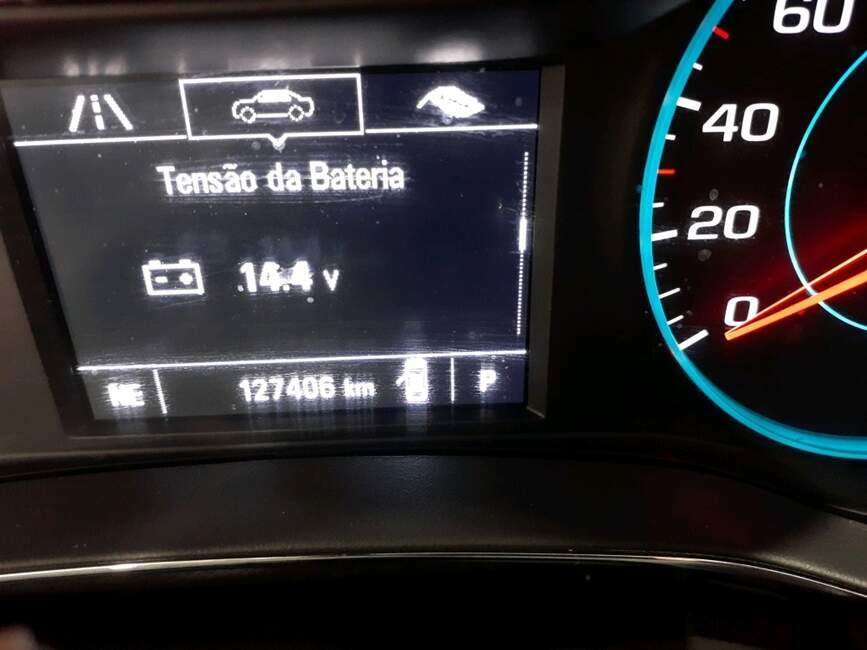 Tensão da Bateria
14.4 v
NE 127406 km P
60
40
20
0